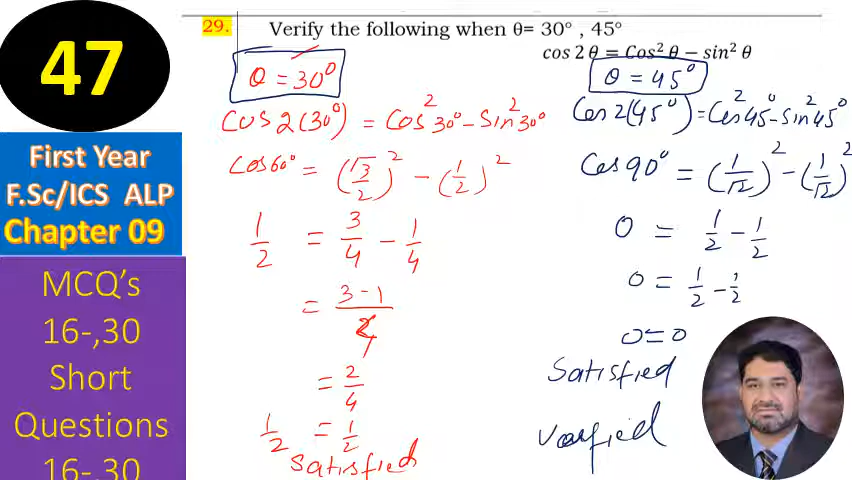 47
First Year
F.Sc/ICS ALP
Chapter 09
MCQ's
16-,30
Short
Questions
16-30
29. Verify the following when θ= 30° , 45°
cos 2 θ = Cos² θ − sin² θ
θ = 30°
Cos 2(30°) = Cos² 30° − Sin² 30°
Cos 60° = (√3/2)² − (1/2)²
1/2 = 3/4 − 1/4
= 3-1/4
= 2/4
1/2 = 1/2
Satisfied
θ = 45°
Cos 2(45°) = Cos² 45° − Sin² 45°
Cos 90° = (1/√2)² − (1/√2)²
0 = 1/2 − 1/2
0 = 1/2 − 1/2
0 = 0
Satisfied
Varfied